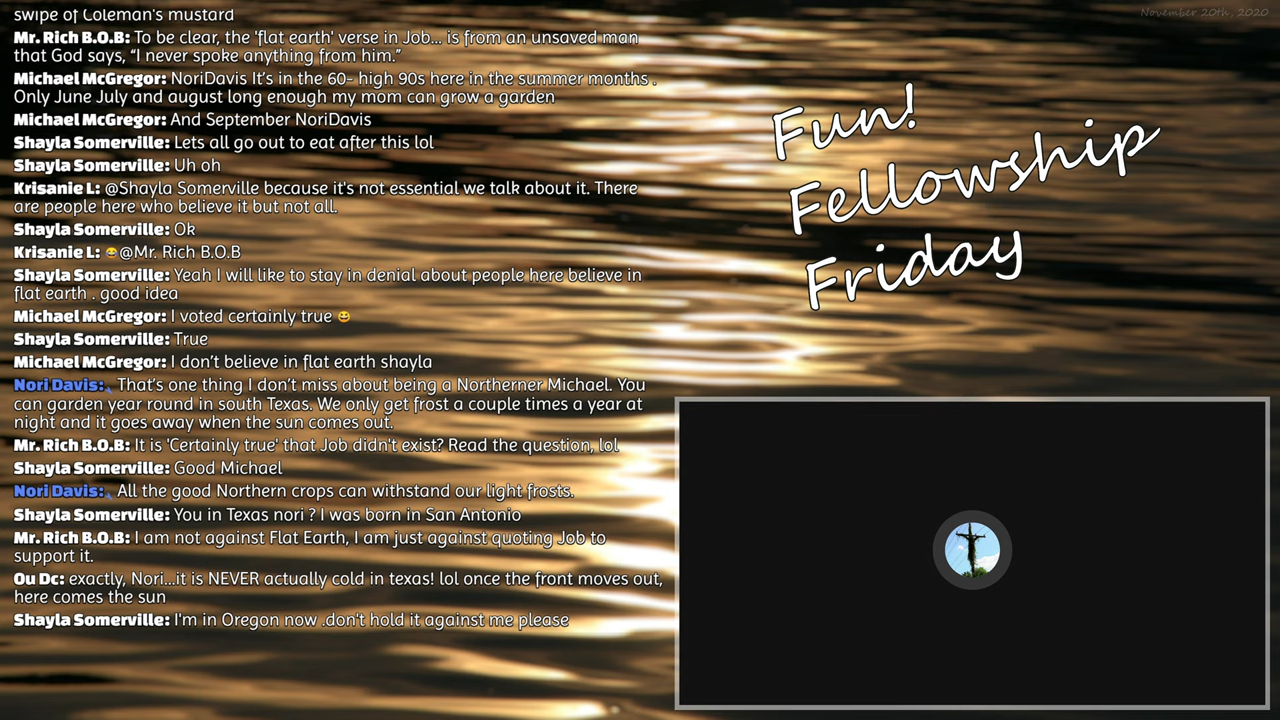 swipe of Coleman's mustard
Mr. Rich B.O.B: To be clear, the 'flat earth' verse in Job... is from an unsaved man
that God says, “I never spoke anything from him.”
Michael McGregor: NoriDavis It’s in the 60- high 90s here in the summer months .
Only June July and august long enough my mom can grow a garden
Michael McGregor: And September NoriDavis
Shayla Somerville: Lets all go out to eat after this lol
Shayla Somerville: Uh oh
Krisanie L: @Shayla Somerville because it's not essential we talk about it. There
are people here who believe it but not all.
Shayla Somerville: Ok
Krisanie L: 😂@Mr. Rich B.O.B
Shayla Somerville: Yeah I will like to stay in denial about people here believe in
flat earth . good idea
Michael McGregor: I voted certainly true 😆
Shayla Somerville: True
Michael McGregor: I don’t believe in flat earth shayla
Nori Davis: That’s one thing I don’t miss about being a Northerner Michael. You
can garden year round in south Texas. We only get frost a couple times a year at
night and it goes away when the sun comes out.
Mr. Rich B.O.B: It is 'Certainly true' that Job didn't exist? Read the question, lol
Shayla Somerville: Good Michael
Nori Davis: All the good Northern crops can withstand our light frosts.
Shayla Somerville: You in Texas nori ? I was born in San Antonio
Mr. Rich B.O.B: I am not against Flat Earth, I am just against quoting Job to
support it.
Ou Dc: exactly, Nori...it is NEVER actually cold in texas! lol once the front moves out,
here comes the sun
Shayla Somerville: I'm in Oregon now .don't hold it against me please
November 20th, 2020
Fun!
Fellowship
Friday